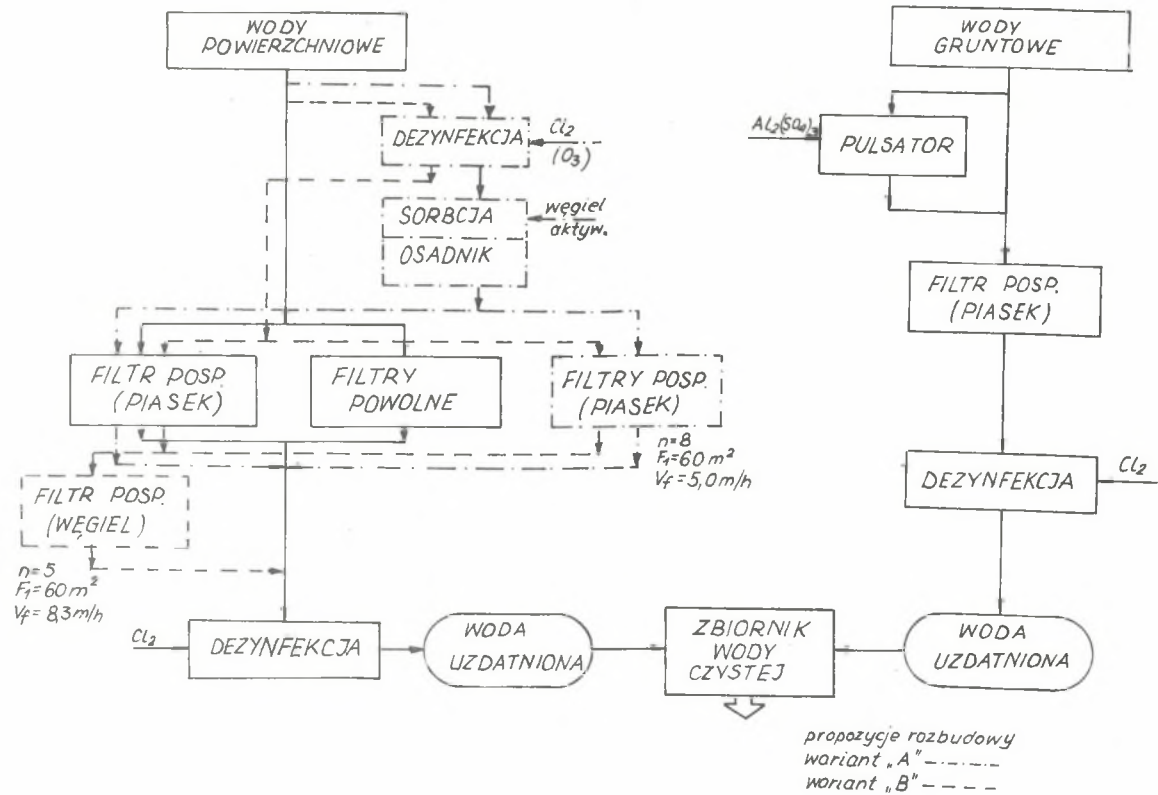 WODY
POWIERZCHNIOWE
WODY
GRUNTOWE
DEZYNFEKCJA
Cl₂
(O₃)
Al₂(SO₄)₃
PULSATOR
SORBCJA
OSADNIK
węgiel
aktyw.
FILTR POSP.
(PIASEK)
FILTR POSP.
(PIASEK)
FILTRY
POWOLNE
FILTRY POSP.
(PIASEK)
n=8
F₁=60 m²
V𝑓=5,0m/h
FILTR POSP.
(WĘGIEL)
n=5
F₁=60 m²
V𝑓=8,3m/h
DEZYNFEKCJA
Cl₂
Cl₂
DEZYNFEKCJA
WODA
UZDATNIONA
ZBIORNIK
WODY
CZYSTEJ
WODA
UZDATNIONA
propozycje rozbudowy
wariant „A" —·—·—·—
wariant „B" — — — —